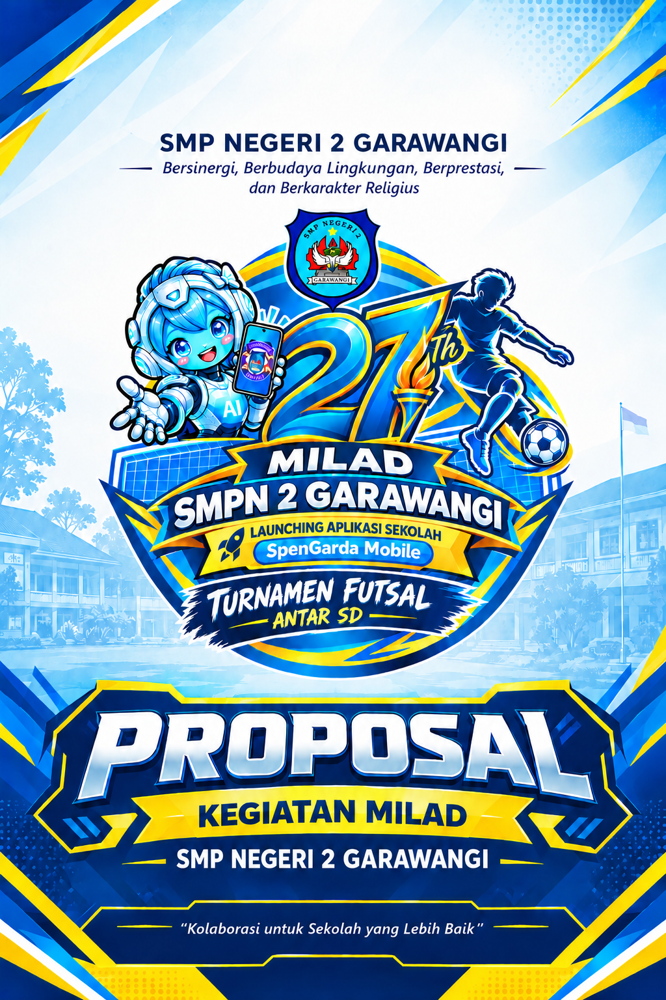 SMP NEGERI 2 GARAWANGI
Bersinergi, Berbudaya Lingkungan, Berprestasi,
dan Berkarakter Religius
SMP NEGERI 2
GARAWANGI
AI
21Th
MILAD
SMPN 2 GARAWANGI
LAUNCHING APLIKASI SEKOLAH
SpenGarda Mobile
TURNAMEN FUTSAL
ANTAR SD
PROPOSAL
KEGIATAN MILAD
SMP NEGERI 2 GARAWANGI
"Kolaborasi untuk Sekolah yang Lebih Baik"